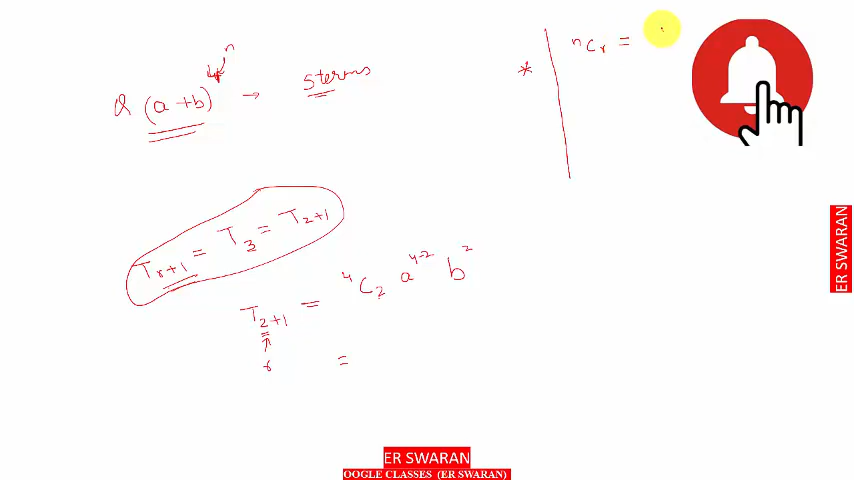 n
Q (a+b)⁴ → 5 terms
* ⁿCᵣ =
Tᵣ₊₁ = T₃ = T₂₊₁
T₂₊₁ = ⁴C₂ a⁴⁻² b²
r =
ER SWARAN
ER SWARAN
OOGLE CLASSES (ER SWARAN)